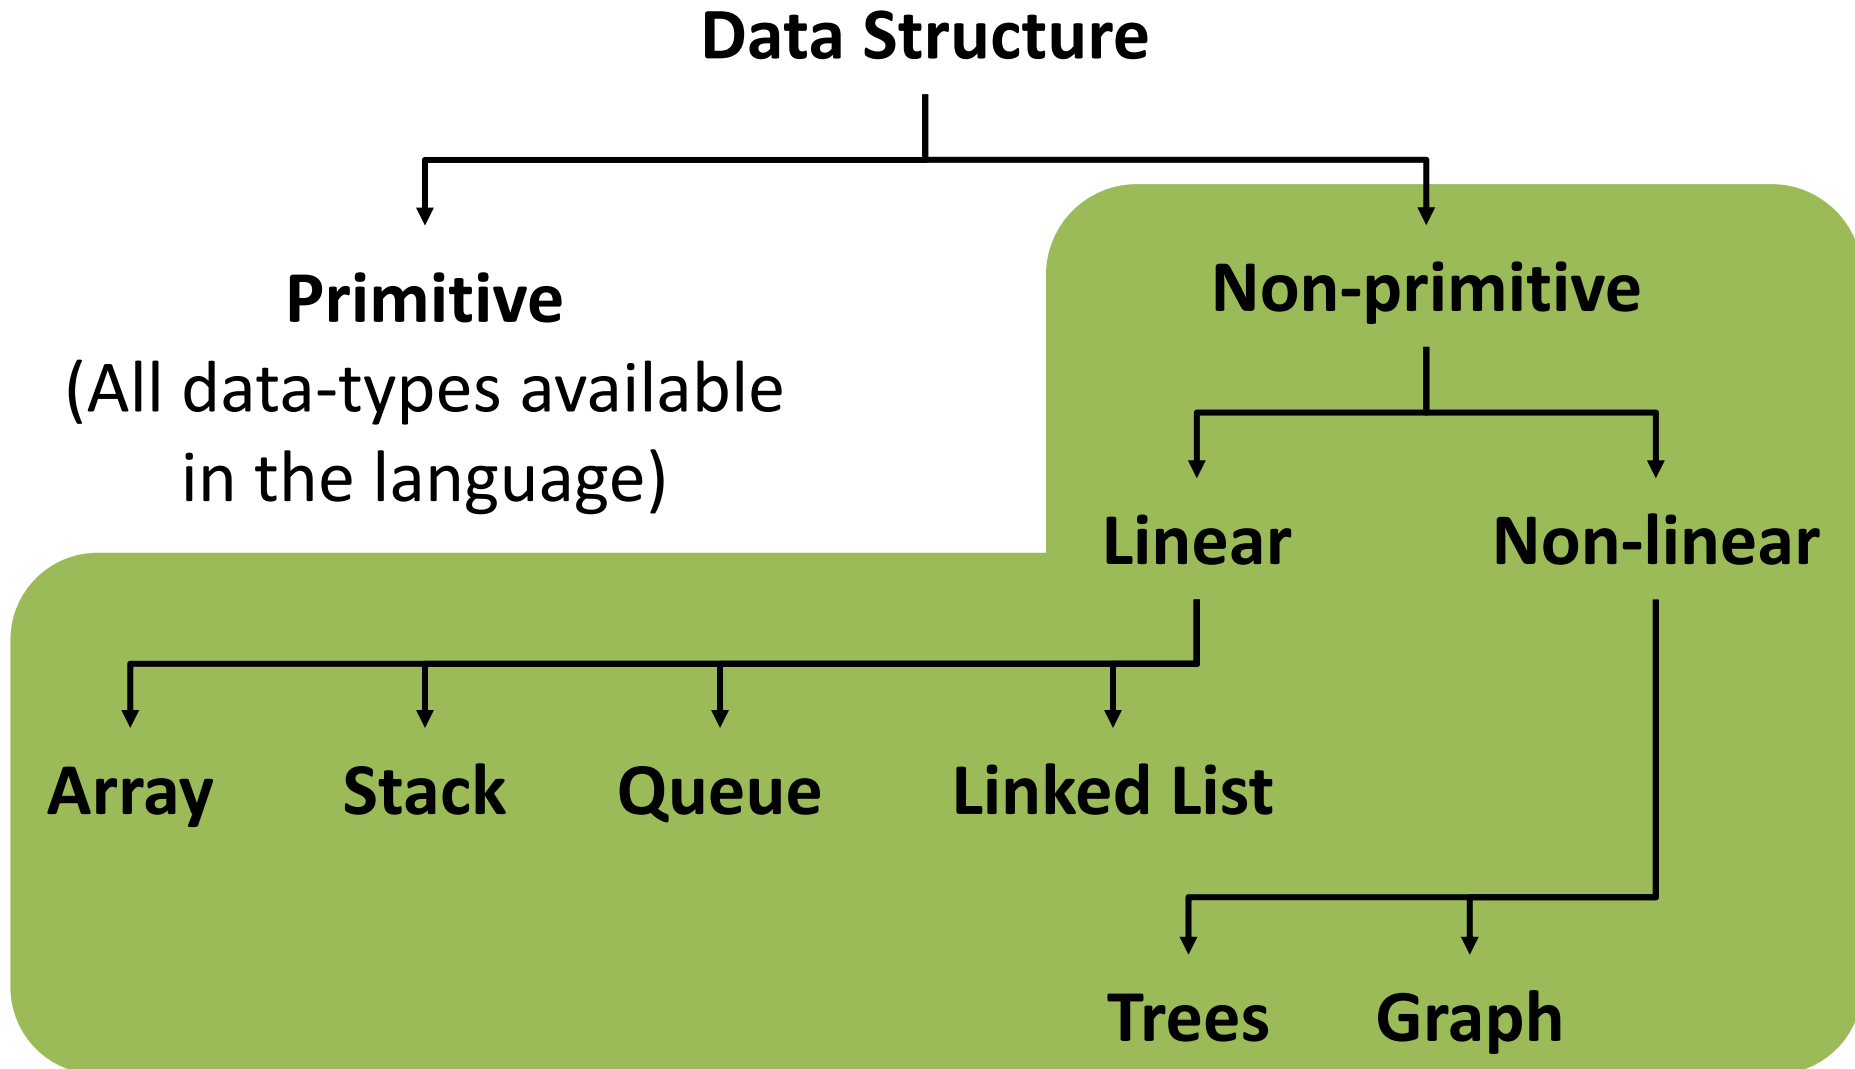 Data Structure
Primitive
(All data-types available
in the language)
Non-primitive
Linear
Non-linear
Array
Stack
Queue
Linked List
Trees
Graph